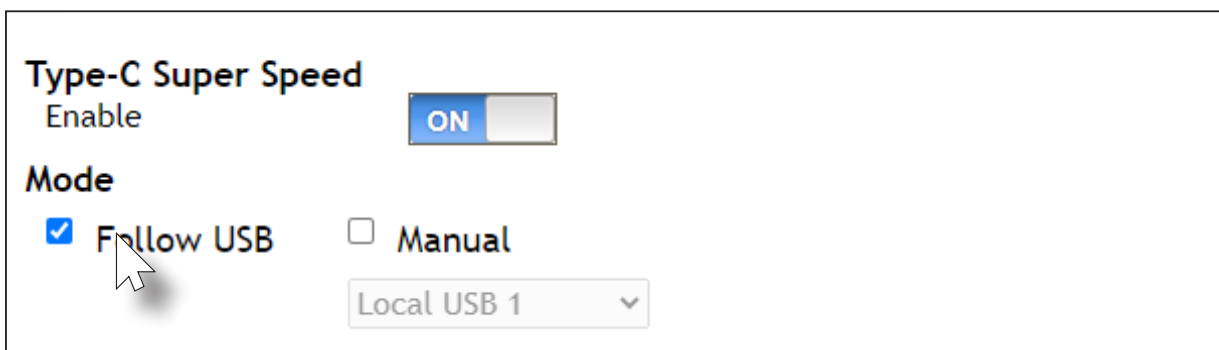 Type-C Super Speed
Enable
ON
Mode
Follow USB
Manual
Local USB 1